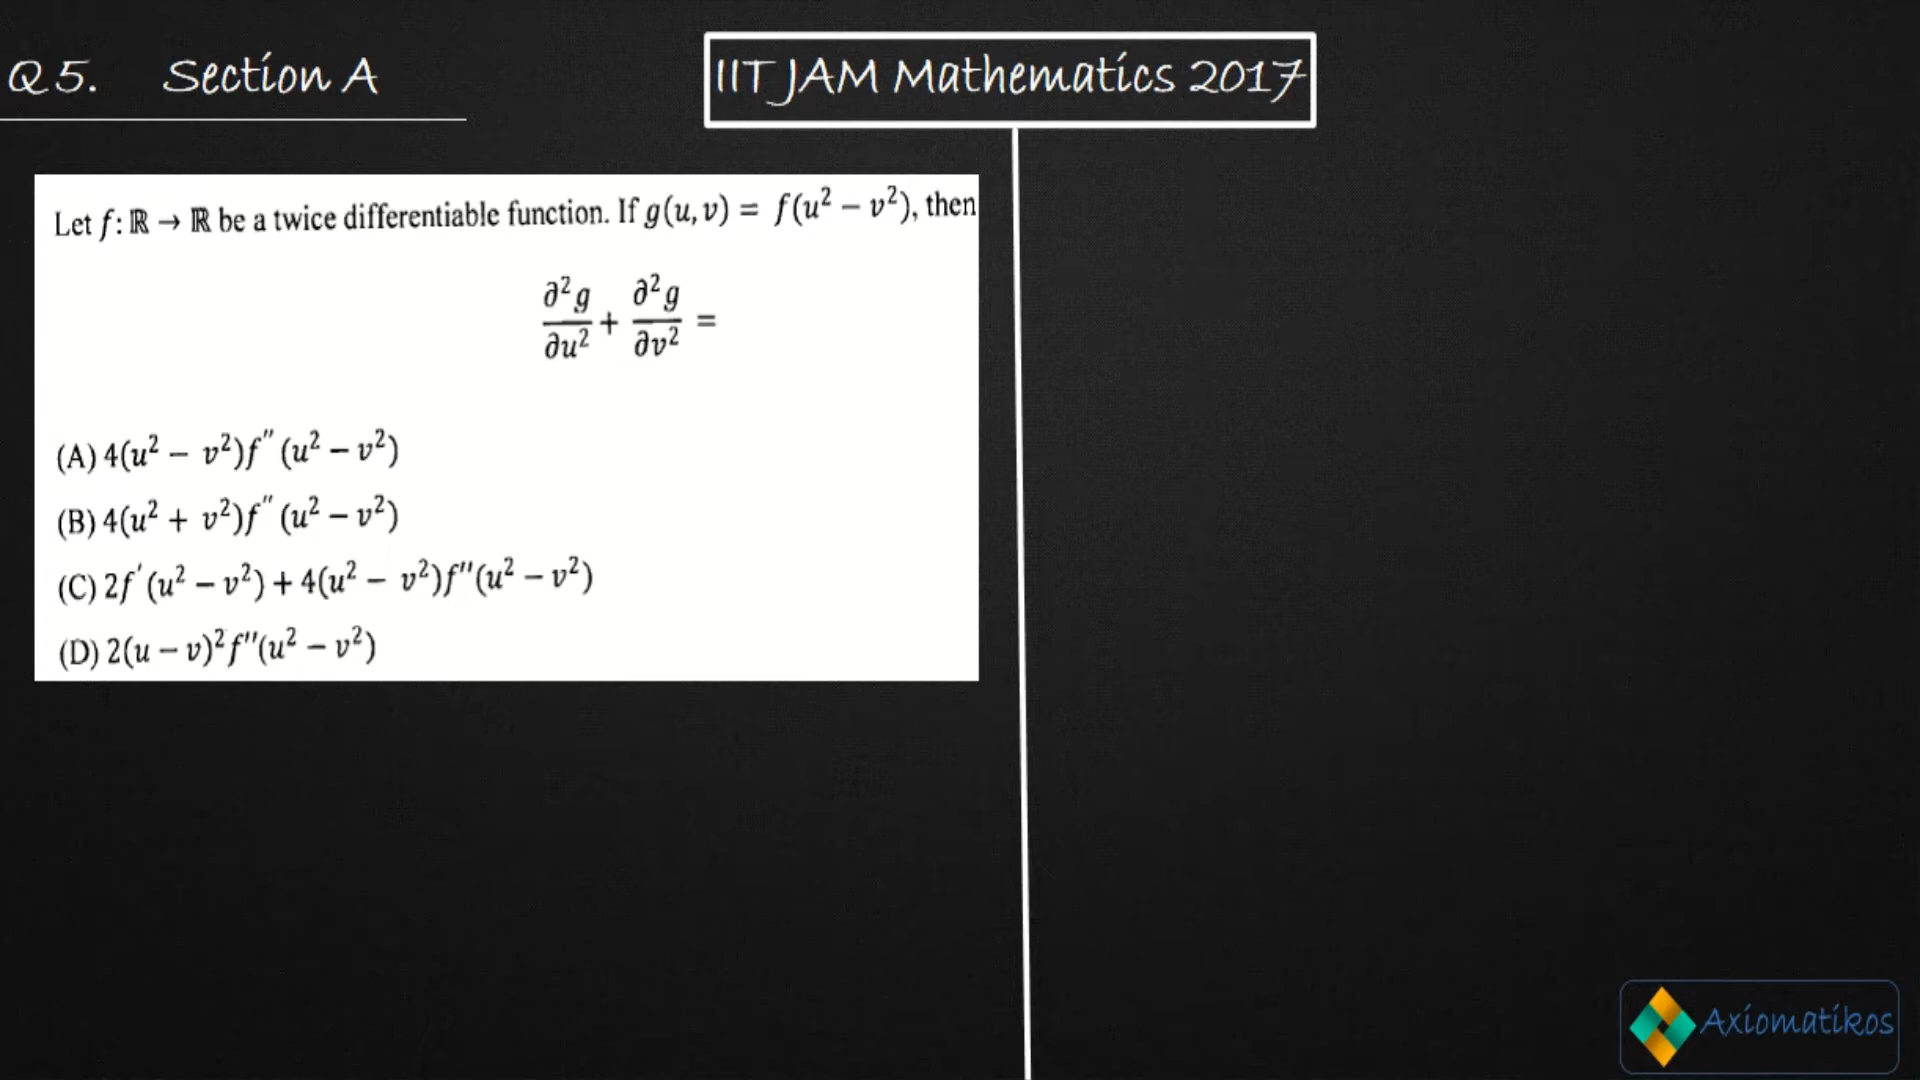 Q 5. Section A
IIT JAM Mathematics 2017
Let f: ℝ → ℝ be a twice differentiable function. If g(u, v) = f(u² − v²), then
∂²g/∂u² + ∂²g/∂v² =
(A) 4(u² − v²)f″(u² − v²)
(B) 4(u² + v²)f″(u² − v²)
(C) 2f′(u² − v²) + 4(u² − v²)f″(u² − v²)
(D) 2(u − v)²f″(u² − v²)
Axiomatikos